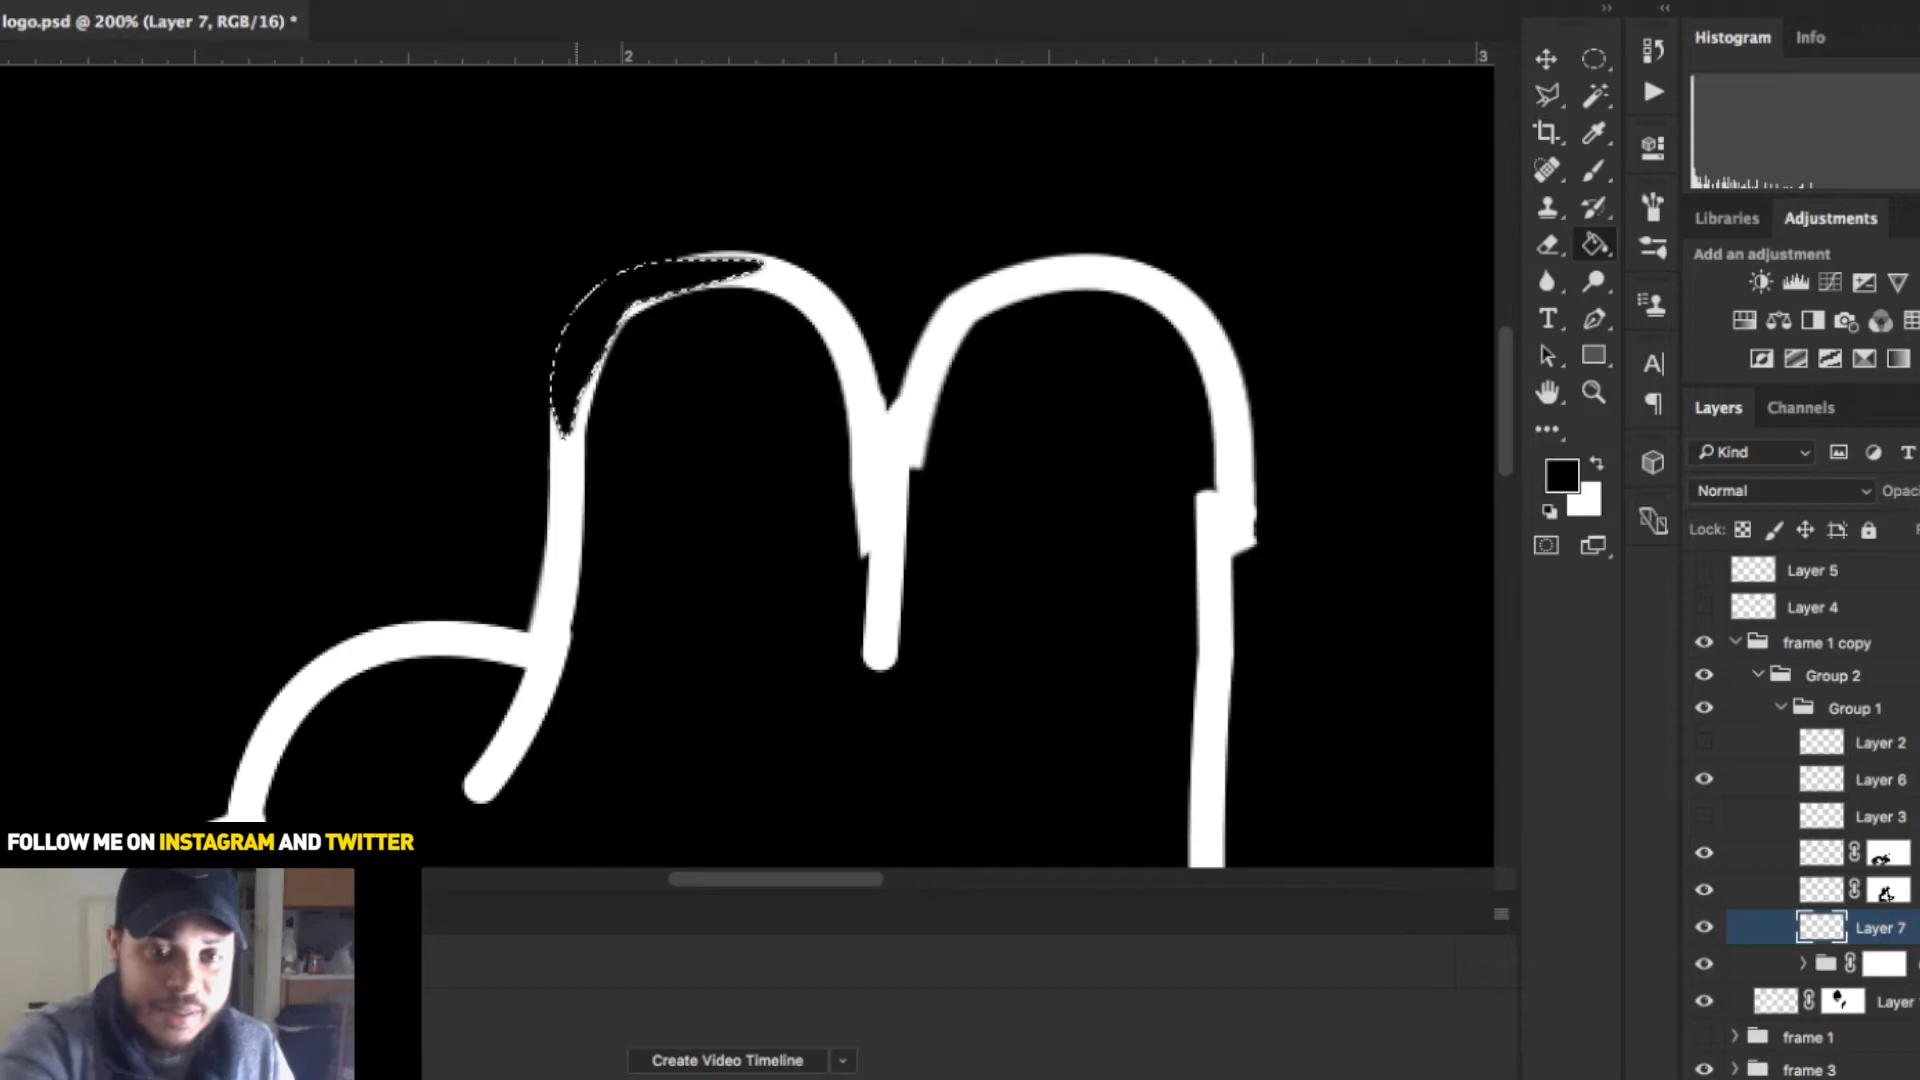 logo.psd @ 200% (Layer 7, RGB/16) *
2
3
Histogram
Info
Libraries
Adjustments
Add an adjustment
T
A
Layers
Channels
Kind
T
Normal
Opaci
Lock:
Layer 5
Layer 4
frame 1 copy
Group 2
Group 1
Layer 2
Layer 6
Layer 3
Layer 7
Layer
frame 1
frame 3
FOLLOW ME ON INSTAGRAM AND TWITTER
Create Video Timeline